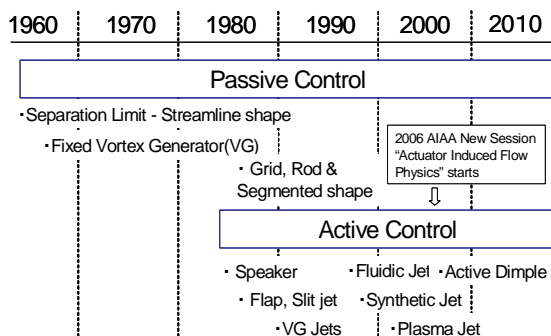 1960 1970 1980 1990 2000 2010
Passive Control
・Separation Limit - Streamline shape
・Fixed Vortex Generator(VG)
・Grid, Rod &
Segmented shape
2006 AIAA New Session
“Actuator Induced Flow
Physics” starts
Active Control
・Speaker ・Fluidic Jet ・Active Dimple
・Flap, Slit jet ・Synthetic Jet
・VG Jets ・Plasma Jet